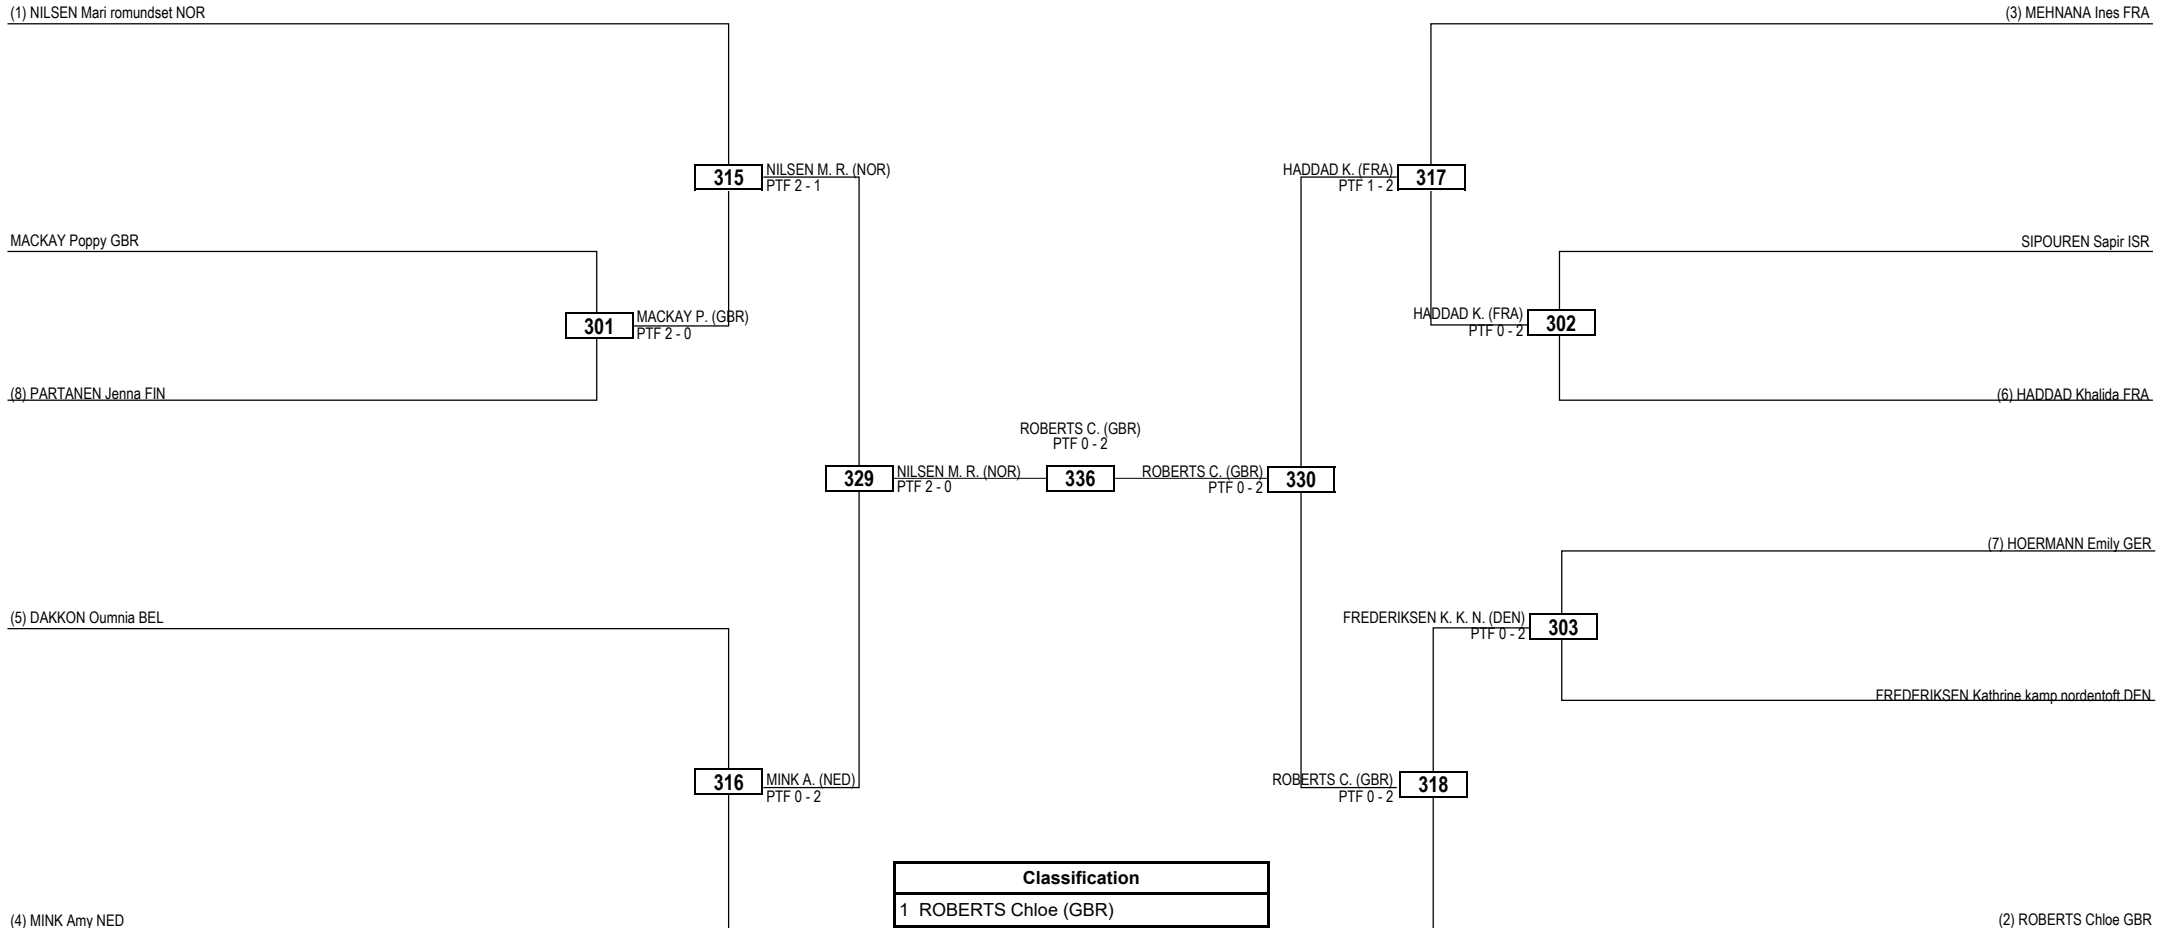 (1) NILSEN Mari romundset NOR
(3) MEHNANA Ines FRA
315
NILSEN M. R. (NOR)
PTF 2 - 1
HADDAD K. (FRA)
PTF 1 - 2
317
MACKAY Poppy GBR
SIPOUREN Sapir ISR
301
MACKAY P. (GBR)
PTF 2 - 0
HADDAD K. (FRA)
PTF 0 - 2
302
(8) PARTANEN Jenna FIN
(6) HADDAD Khalida FRA
ROBERTS C. (GBR)
PTF 0 - 2
329
NILSEN M. R. (NOR)
PTF 2 - 0
336
ROBERTS C. (GBR)
PTF 0 - 2
330
(7) HOERMANN Emily GER
(5) DAKKON Oumnia BEL
FREDERIKSEN K. K. N. (DEN)
PTF 0 - 2
303
FREDERIKSEN Kathrine kamp nordentoft DEN
316
MINK A. (NED)
PTF 0 - 2
ROBERTS C. (GBR)
PTF 0 - 2
318
Classification
1 ROBERTS Chloe (GBR)
(4) MINK Amy NED
(2) ROBERTS Chloe GBR